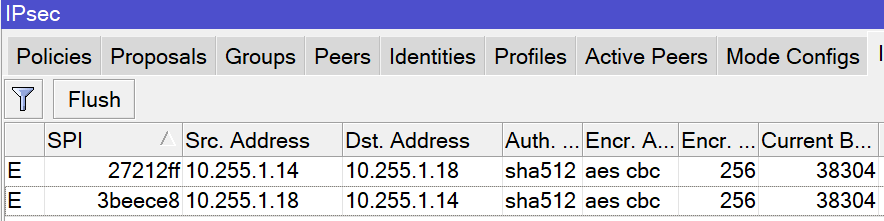 IPsec
Policies Proposals Groups Peers Identities Profiles Active Peers Mode Configs
Flush
SPI Src. Address Dst. Address Auth. ... Encr. A... Encr. ... Current B...
E 27212ff 10.255.1.14 10.255.1.18 sha512 aes cbc 256 38304
E 3beece8 10.255.1.18 10.255.1.14 sha512 aes cbc 256 38304